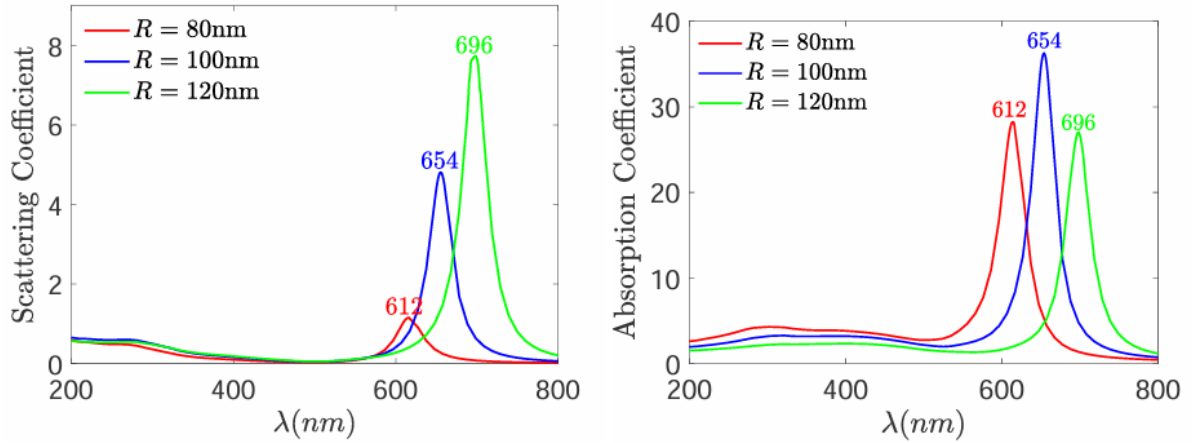 Scattering Coefficient
8
6
4
2
0
R = 80nm
R = 100nm
R = 120nm
612
654
696
200
400
600
800
λ(nm)
Absorption Coefficient
40
30
20
10
0
R = 80nm
R = 100nm
R = 120nm
612
654
696
200
400
600
800
λ(nm)